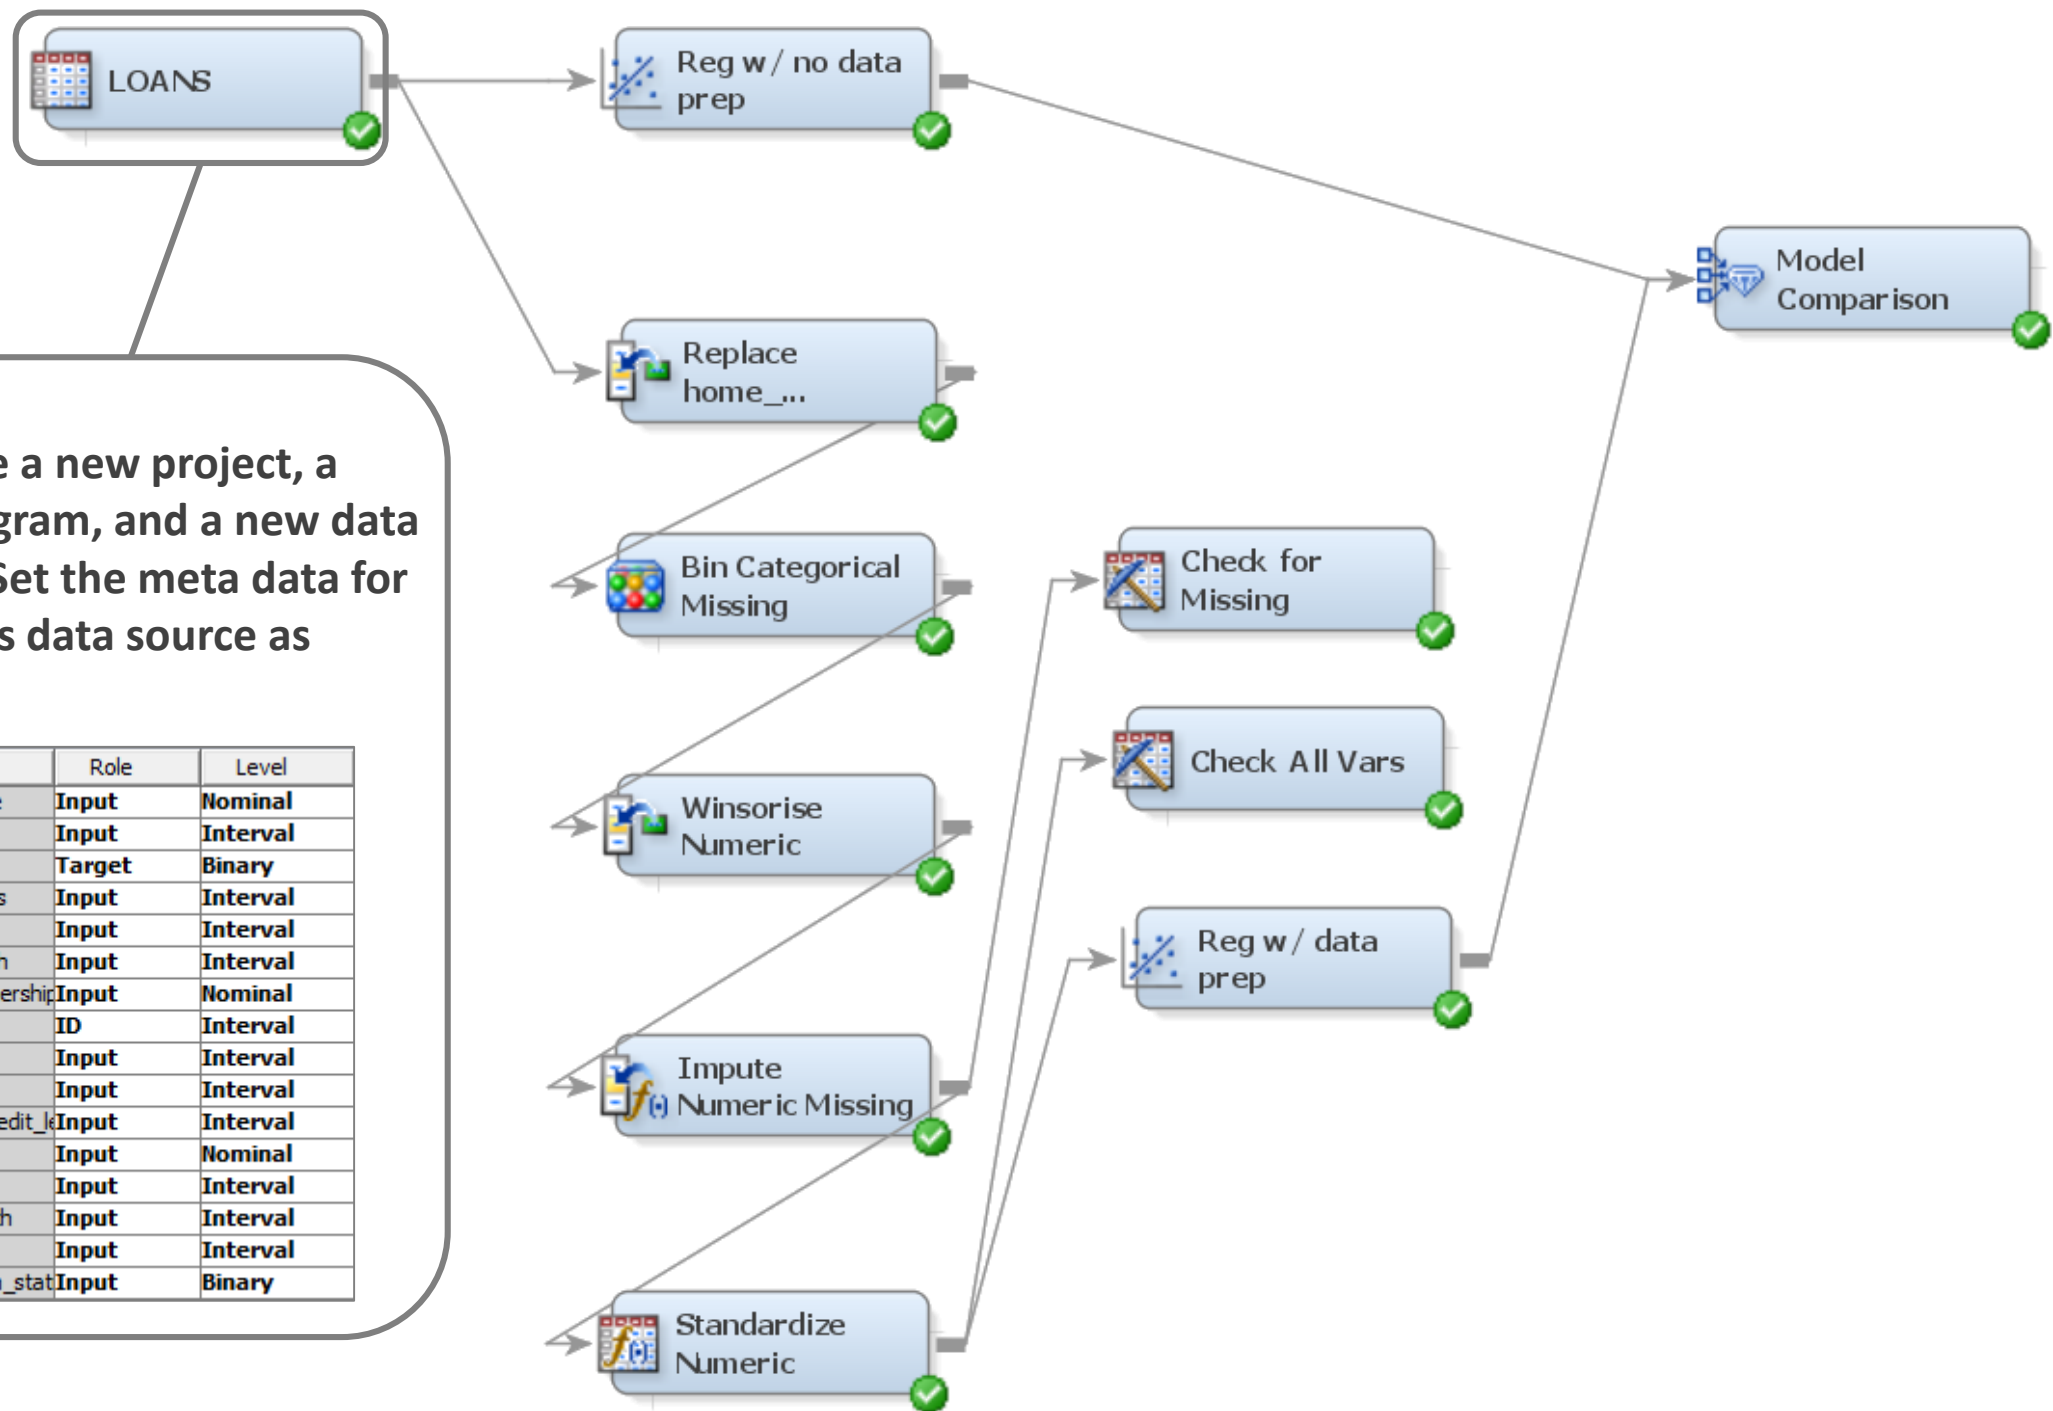 LOANS
Reg w/ no data
prep
Model
Comparison
Replace
home_...
e a new project, a
gram, and a new data
Set the meta data for
s data source as
Bin Categorical
Missing
Check for
Missing
Check All Vars
Winsorise
Numeric
Reg w/ data
prep
Impute
Numeric Missing
Standardize
Numeric
Role Level
e Input Nominal
Input Interval
Target Binary
s Input Interval
Input Interval
h Input Interval
ership Input Nominal
ID Interval
Input Interval
Input Interval
edit_le Input Interval
Input Nominal
Input Interval
th Input Interval
Input Interval
n_stat Input Binary